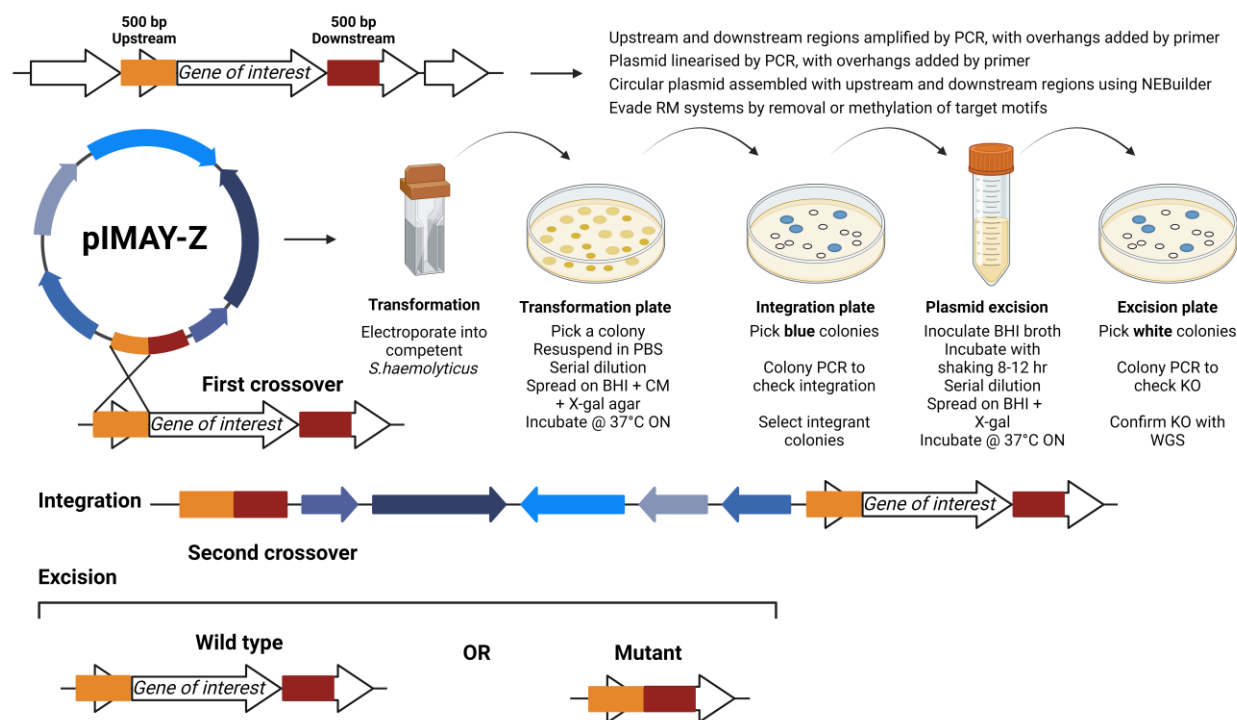 500 bp
Upstream
500 bp
Downstream
Gene of interest
Upstream and downstream regions amplified by PCR, with overhangs added by primer
Plasmid linearised by PCR, with overhangs added by primer
Circular plasmid assembled with upstream and downstream regions using NEBuilder
Evade RM systems by removal or methylation of target motifs
pIMAY-Z
Transformation
Electroporate into
competent
S.haemolyticus
Transformation plate
Pick a colony
Resuspend in PBS
Serial dilution
Spread on BHI + CM
+ X-gal agar
Incubate @ 37°C ON
Integration plate
Pick blue colonies
Colony PCR to
check integration
Select integrant
colonies
Plasmid excision
Inoculate BHI broth
Incubate with
shaking 8-12 hr
Serial dilution
Spread on BHI +
X-gal
Incubate @ 37°C ON
Excision plate
Pick white colonies
Colony PCR to
check KO
Confirm KO with
WGS
First crossover
Gene of interest
Integration
Gene of interest
Second crossover
Excision
Wild type
OR
Mutant
Gene of interest